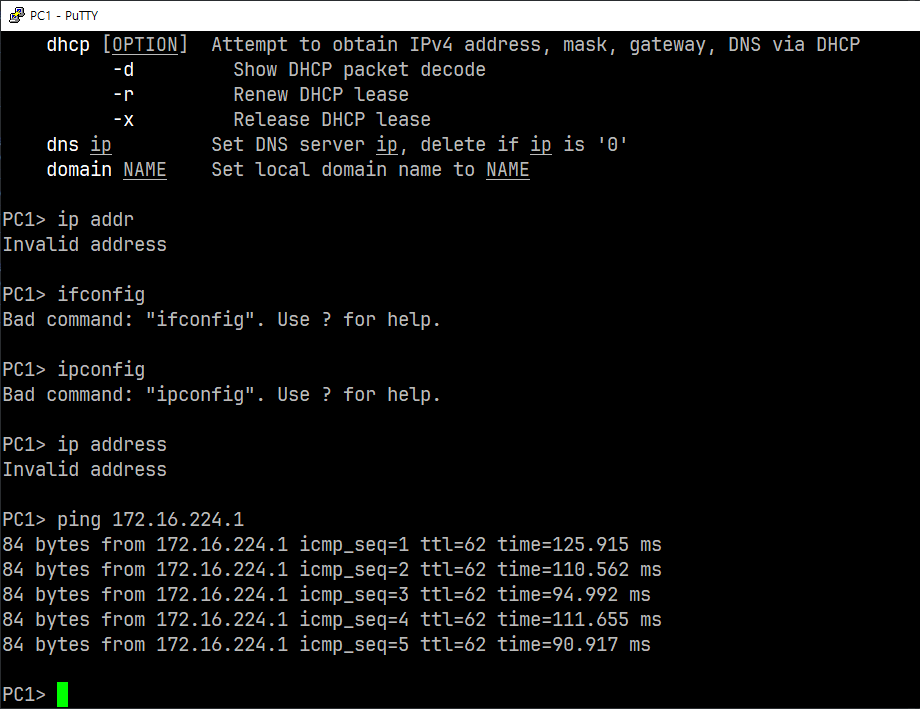 PC1 - PuTTY
dhcp [OPTION]  Attempt to obtain IPv4 address, mask, gateway, DNS via DHCP
-d         Show DHCP packet decode
-r         Renew DHCP lease
-x         Release DHCP lease
dns ip         Set DNS server ip, delete if ip is '0'
domain NAME    Set local domain name to NAME
PC1> ip addr
Invalid address
PC1> ifconfig
Bad command: "ifconfig". Use ? for help.
PC1> ipconfig
Bad command: "ipconfig". Use ? for help.
PC1> ip address
Invalid address
PC1> ping 172.16.224.1
84 bytes from 172.16.224.1 icmp_seq=1 ttl=62 time=125.915 ms
84 bytes from 172.16.224.1 icmp_seq=2 ttl=62 time=110.562 ms
84 bytes from 172.16.224.1 icmp_seq=3 ttl=62 time=94.992 ms
84 bytes from 172.16.224.1 icmp_seq=4 ttl=62 time=111.655 ms
84 bytes from 172.16.224.1 icmp_seq=5 ttl=62 time=90.917 ms
PC1>